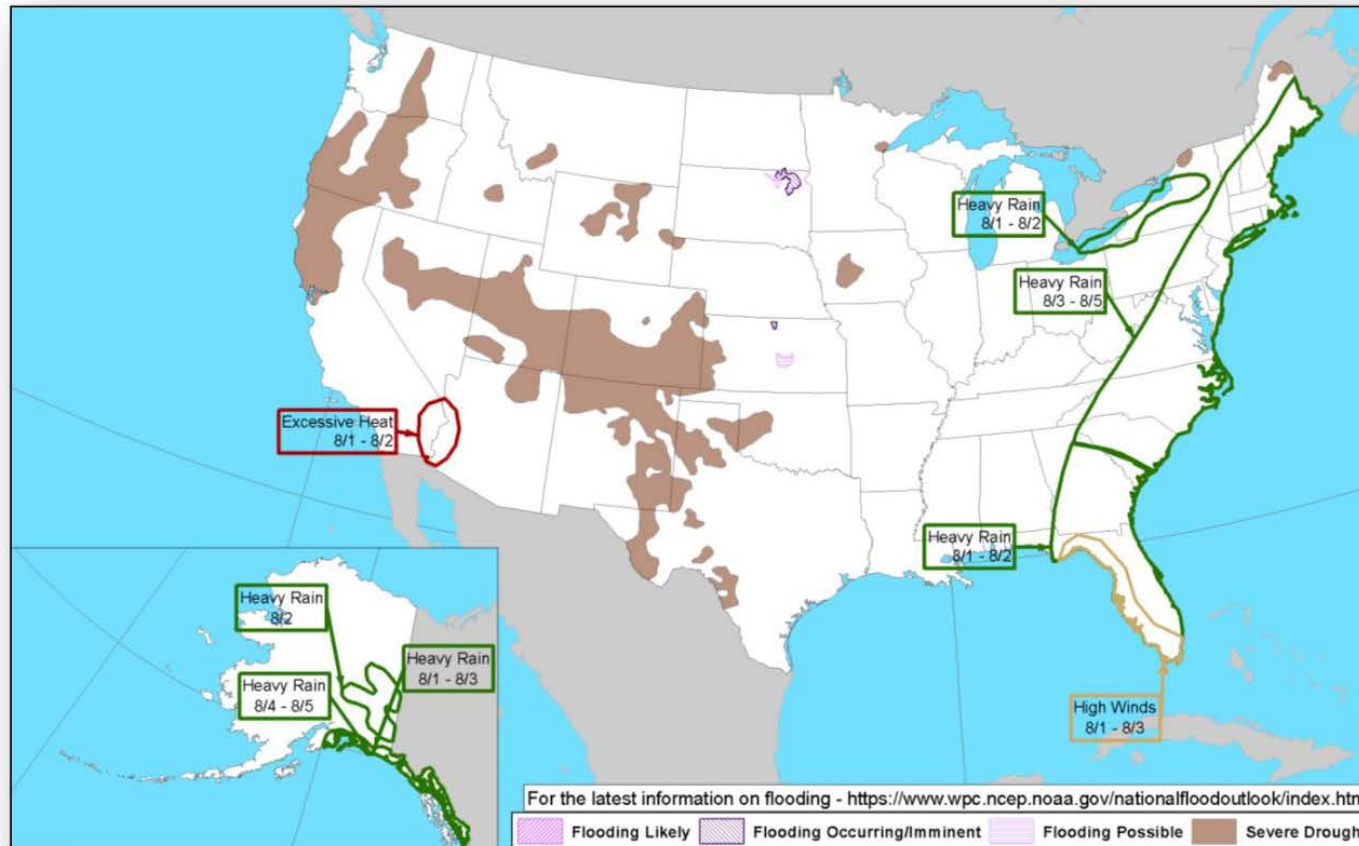 Heavy Rain
8/1 - 8/2
Heavy Rain
8/3 - 8/5
Excessive Heat
8/1 - 8/2
Heavy Rain
8/1 - 8/2
Heavy Rain
8/2
Heavy Rain
8/1 - 8/3
Heavy Rain
8/4 - 8/5
High Winds
8/1 - 8/3
For the latest information on flooding - https://www.wpc.ncep.noaa.gov/nationalfloodoutlook/index.htm
Flooding Likely Flooding Occurring/Imminent Flooding Possible Severe Drough